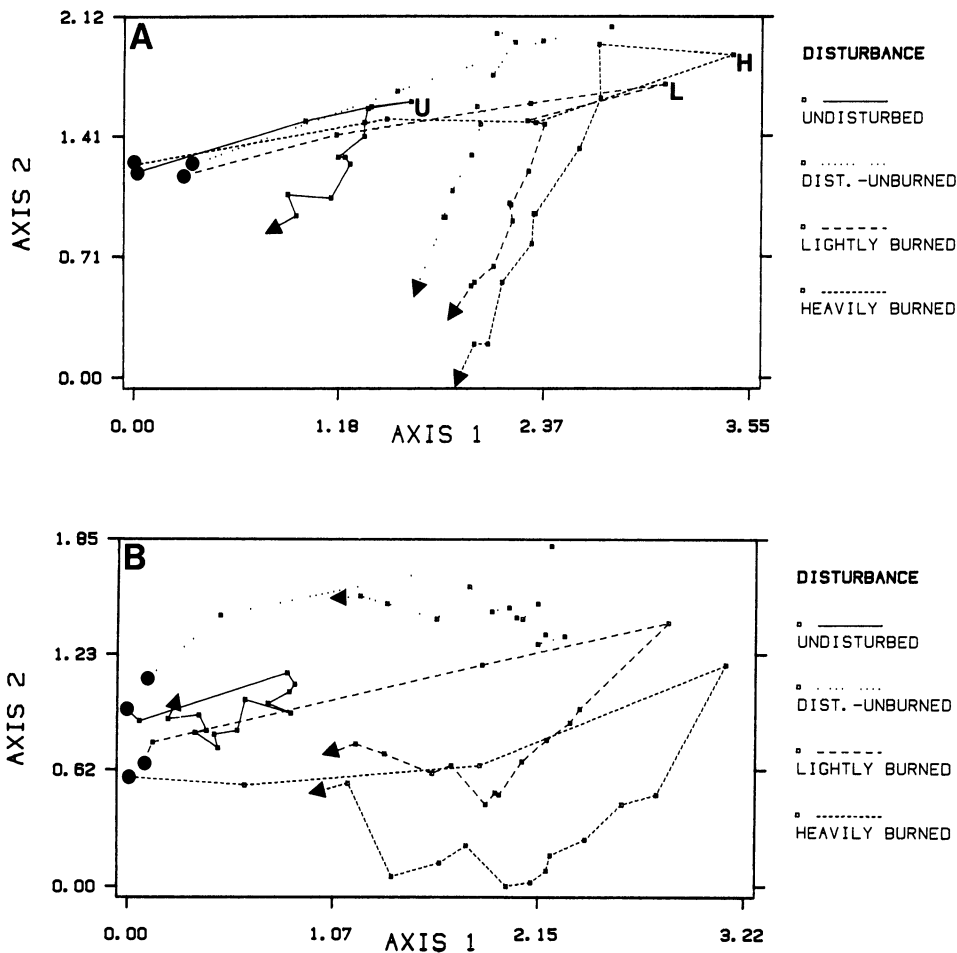 2.12
1.41
0.71
0.00
AXIS 2
A
U
H
L
0.00 1.18 2.37 3.55
AXIS 1
DISTURBANCE
UNDISTURBED
DIST.-UNBURNED
LIGHTLY BURNED
HEAVILY BURNED
1.85
1.23
0.62
0.00
AXIS 2
B
0.00 1.07 2.15 3.22
AXIS 1
DISTURBANCE
UNDISTURBED
DIST.-UNBURNED
LIGHTLY BURNED
HEAVILY BURNED